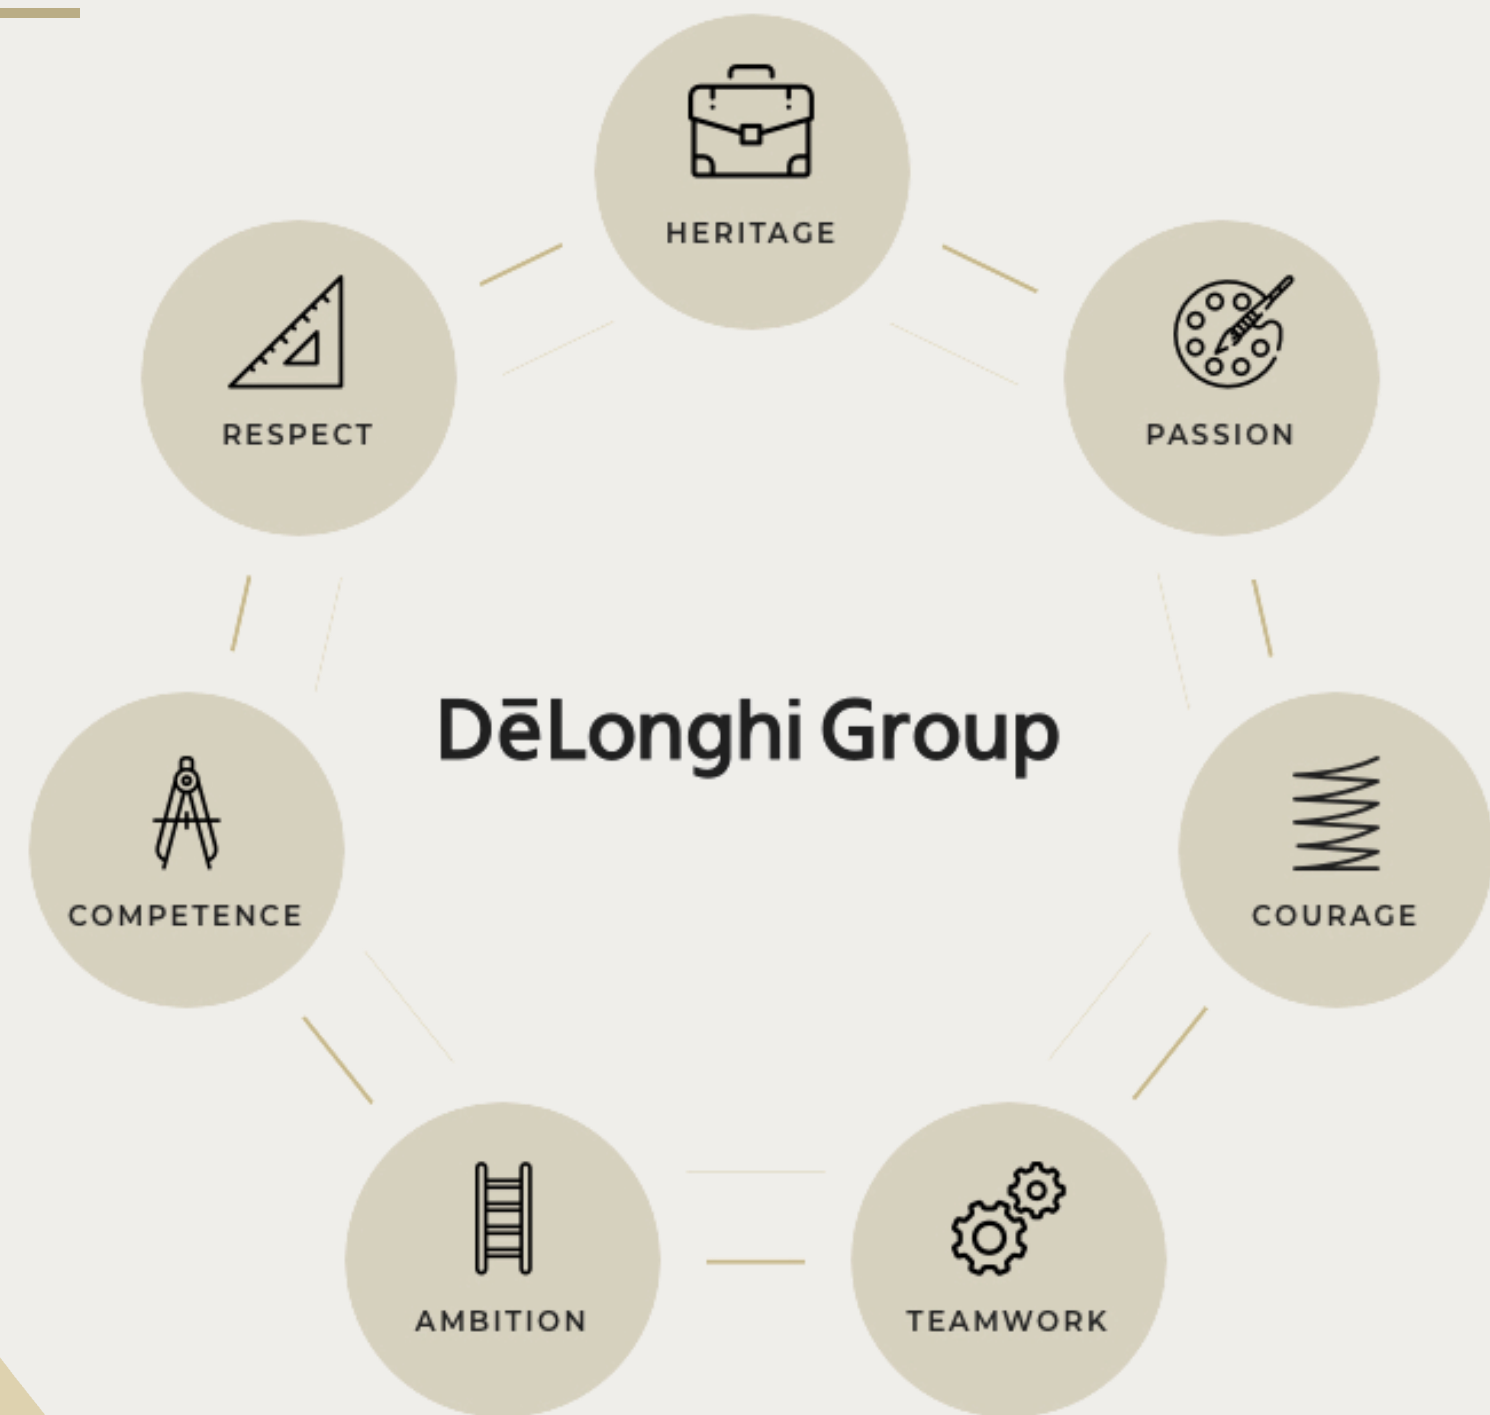 HERITAGE
RESPECT
PASSION
DēLonghi Group
COMPETENCE
COURAGE
AMBITION
TEAMWORK